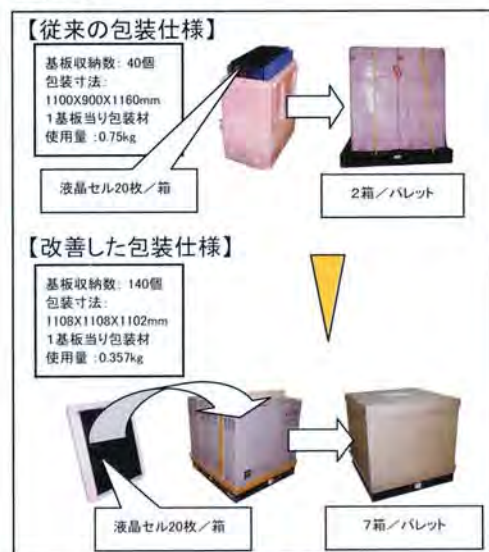 【従来の包装仕様】
基板収納数: 40個
包装寸法:
1100X900X1160mm
1基板当り包装材
使用量 :0.75kg
液晶セル20枚/箱
2箱/パレット
【改善した包装仕様】
基板収納数: 140個
包装寸法:
1108X1108X1102mm
1基板当り包装材
使用量 :0.357kg
液晶セル20枚/箱
7箱/パレット